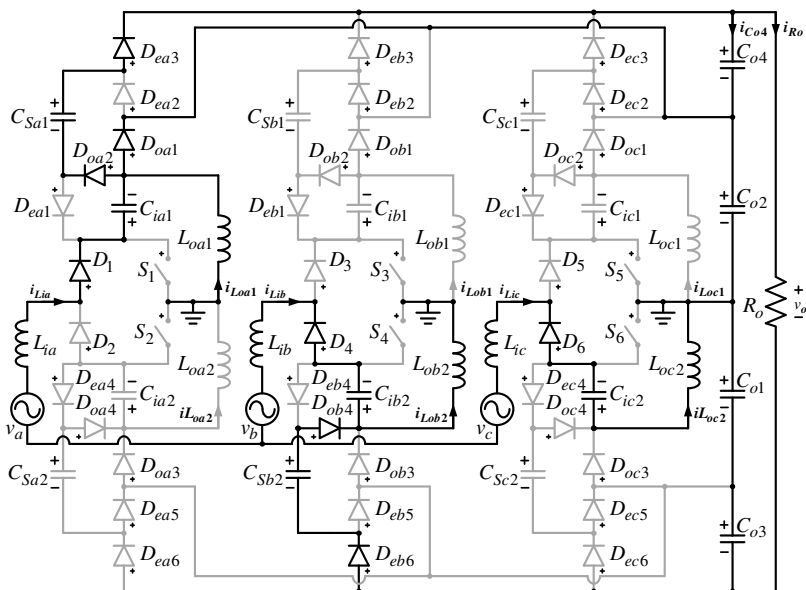 i_Co4 i_Ro
D_ea3 D_eb3 D_ec3
C_o4
D_ea2 D_eb2 D_ec2
C_Sa1 C_Sb1 C_Sc1
D_oa1 D_ob1 D_oc1
D_oa2 D_ob2 D_oc2
D_ea1 C_ia1 D_eb1 C_ib1 D_ec1 C_ic1 C_o2
L_oa1 L_ob1 L_oc1
D_1 S_1 D_3 S_3 D_5 S_5
i_Lia i_Loa1 i_Lib i_Lob1 i_Lic i_Loc1
R_o v_o
L_ia D_2 S_2 L_ib D_4 S_4 L_ic D_6 S_6
L_oa2 L_ob2 L_oc2
D_ea4 C_ia2 D_eb4 C_ib2 D_ec4 C_ic2 C_o1
D_oa4 iL_oa2 D_ob4 i_Lob2 D_oc4 iL_oc2
v_a v_b v_c
D_oa3 D_ob3 D_oc3
C_Sa2 C_Sb2 C_Sc2
D_ea5 D_eb5 D_ec5
C_o3
D_ea6 D_eb6 D_ec6